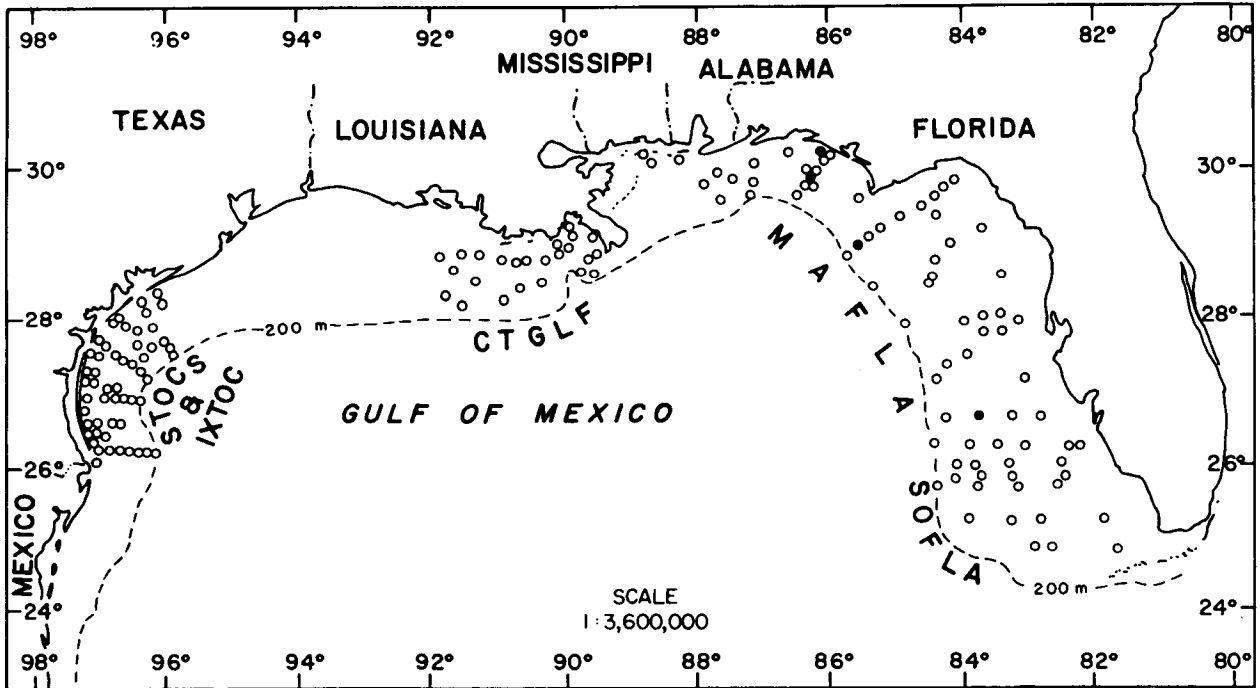 98° 96° 94° 92° 90° 88° 86° 84° 82° 80°
MISSISSIPPI ALABAMA
TEXAS LOUISIANA FLORIDA
30° 30°
MAFLA
28° 200 m CTGLF 28°
STOCS & IXTOC
GULF OF MEXICO
26° 26°
SOFLA
MEXICO
200 m
24° 24°
SCALE
1:3,600,000
98° 96° 94° 92° 90° 88° 86° 84° 82° 80°